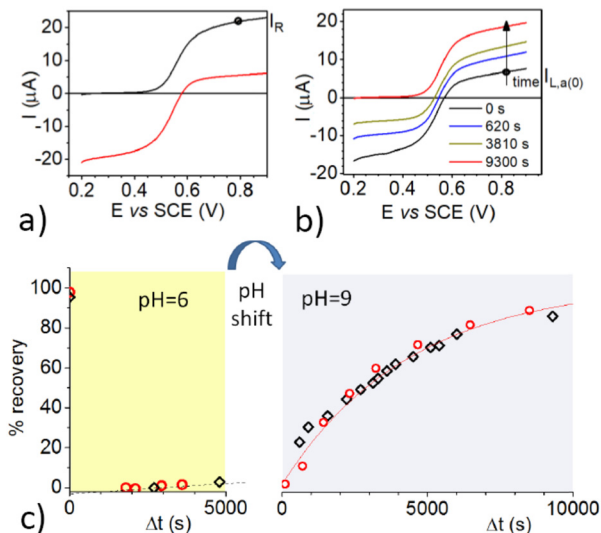 20
10
0
-10
-20
I (µA)
I_R
0.2 0.4 0.6 0.8
E vs SCE (V)
a)
20
10
0
-10
-20
I (µA)
time
I_L,a(0)
0 s
620 s
3810 s
9300 s
0.2 0.4 0.6 0.8
E vs SCE (V)
b)
100
80
60
40
20
0
% recovery
pH=6
0 5000
Δt (s)
pH
shift
pH=9
0 5000 10000
Δt (s)
c)